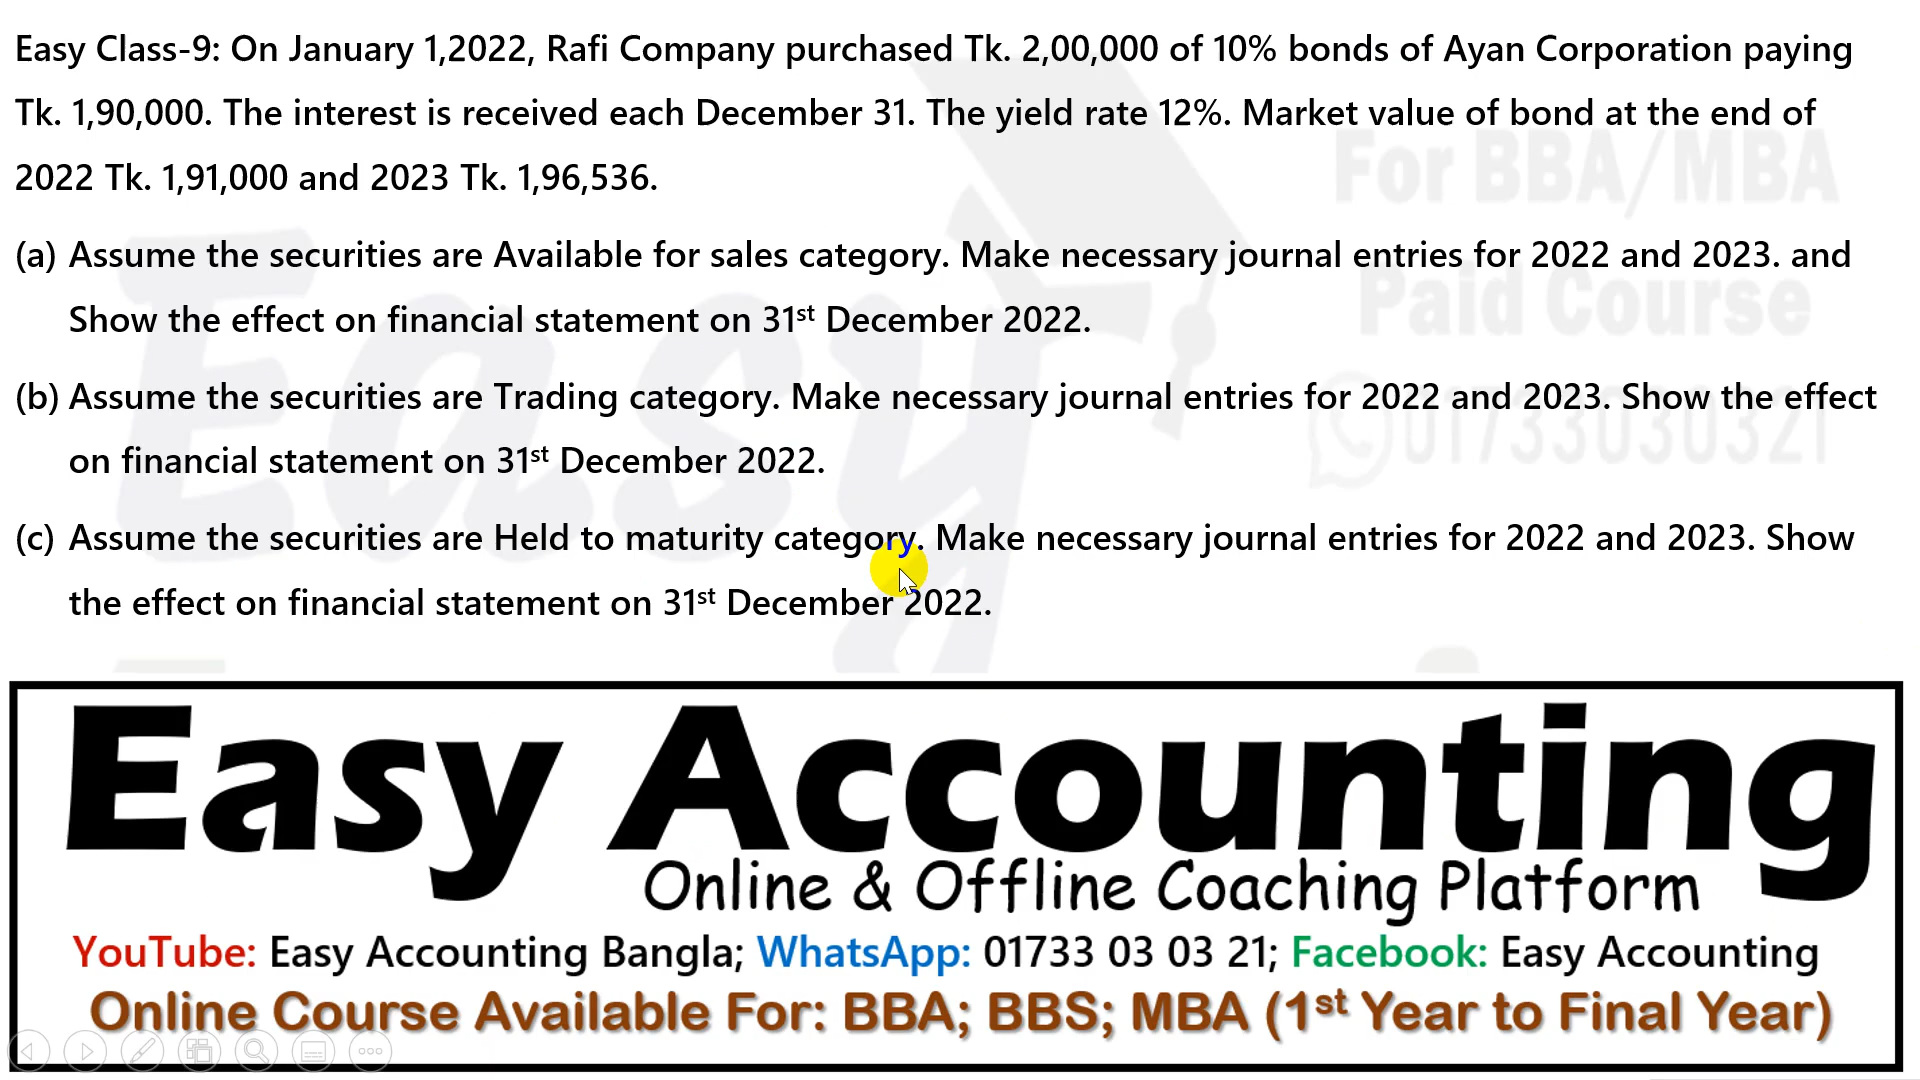 Easy Class-9: On January 1,2022, Rafi Company purchased Tk. 2,00,000 of 10% bonds of Ayan Corporation paying
Tk. 1,90,000. The interest is received each December 31. The yield rate 12%. Market value of bond at the end of
2022 Tk. 1,91,000 and 2023 Tk. 1,96,536.
(a) Assume the securities are Available for sales category. Make necessary journal entries for 2022 and 2023. and
Show the effect on financial statement on 31st December 2022.
(b) Assume the securities are Trading category. Make necessary journal entries for 2022 and 2023. Show the effect
on financial statement on 31st December 2022.
(c) Assume the securities are Held to maturity category. Make necessary journal entries for 2022 and 2023. Show
the effect on financial statement on 31st December 2022.
Easy
For BBA/MBA
Paid Course
01733030321
Easy Accounting
Online & Offline Coaching Platform
YouTube: Easy Accounting Bangla; WhatsApp: 01733 03 03 21; Facebook: Easy Accounting
Online Course Available For: BBA; BBS; MBA (1st Year to Final Year)